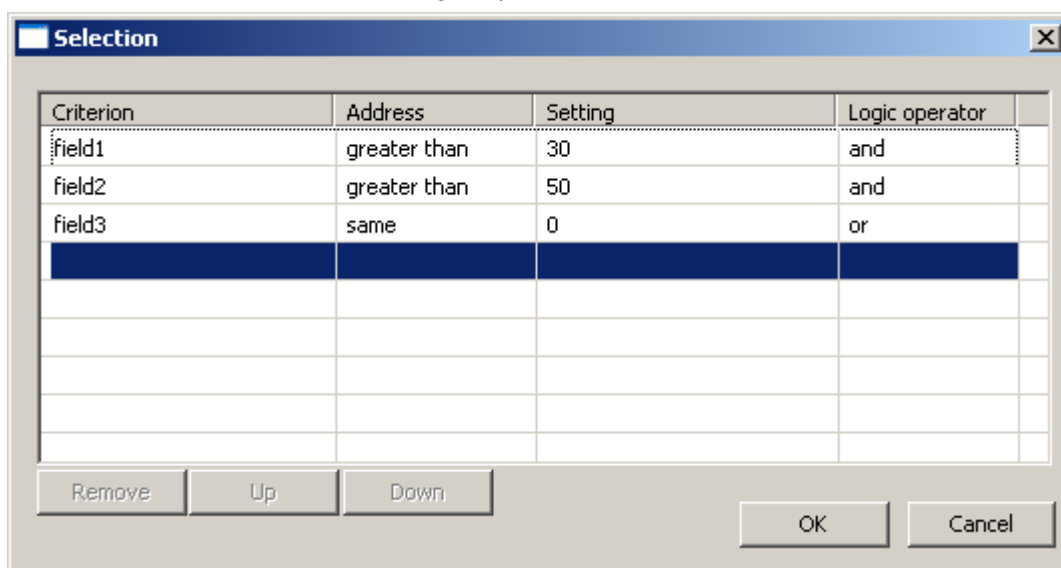 Selection
Criterion Address Setting Logic operator
field1 greater than 30 and
field2 greater than 50 and
field3 same 0 or
Remove Up Down
OK Cancel